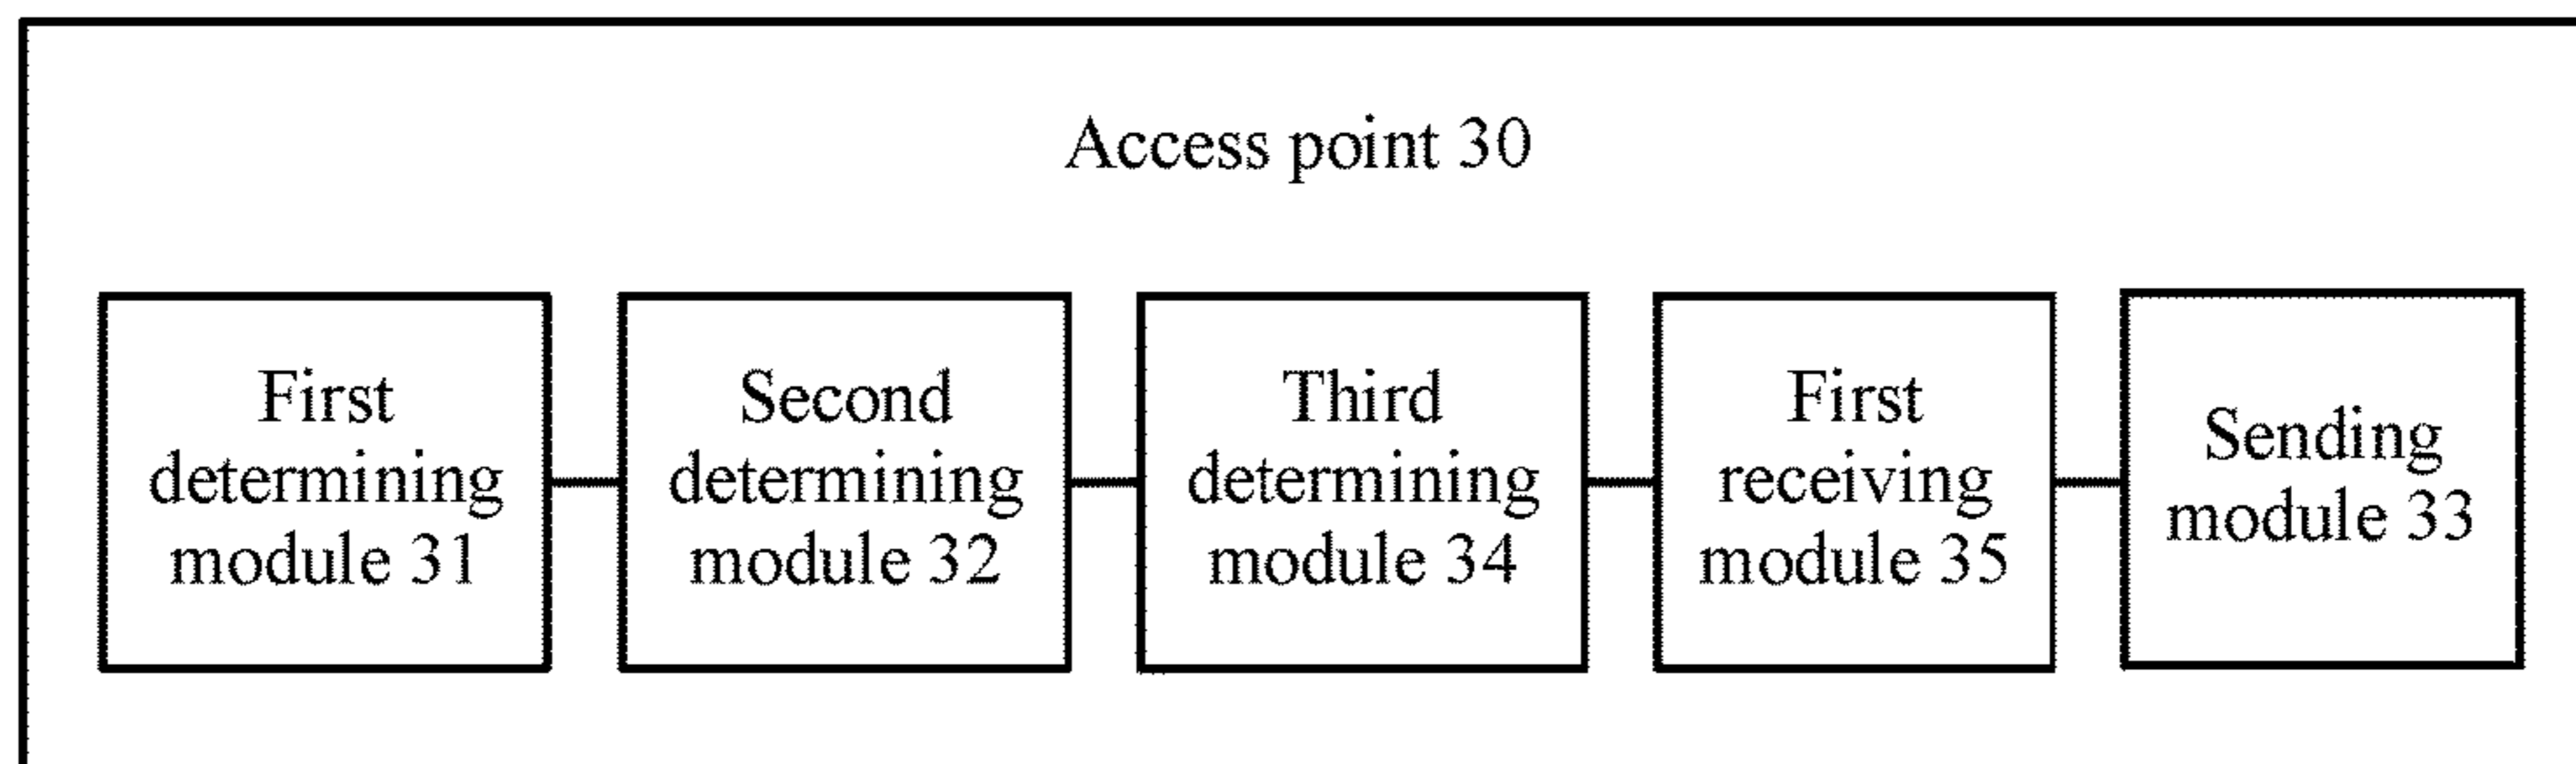 Access point 30
First
determining
module 31
Second
determining
module 32
Third
determining
module 34
First
receiving
module 35
Sending
module 33